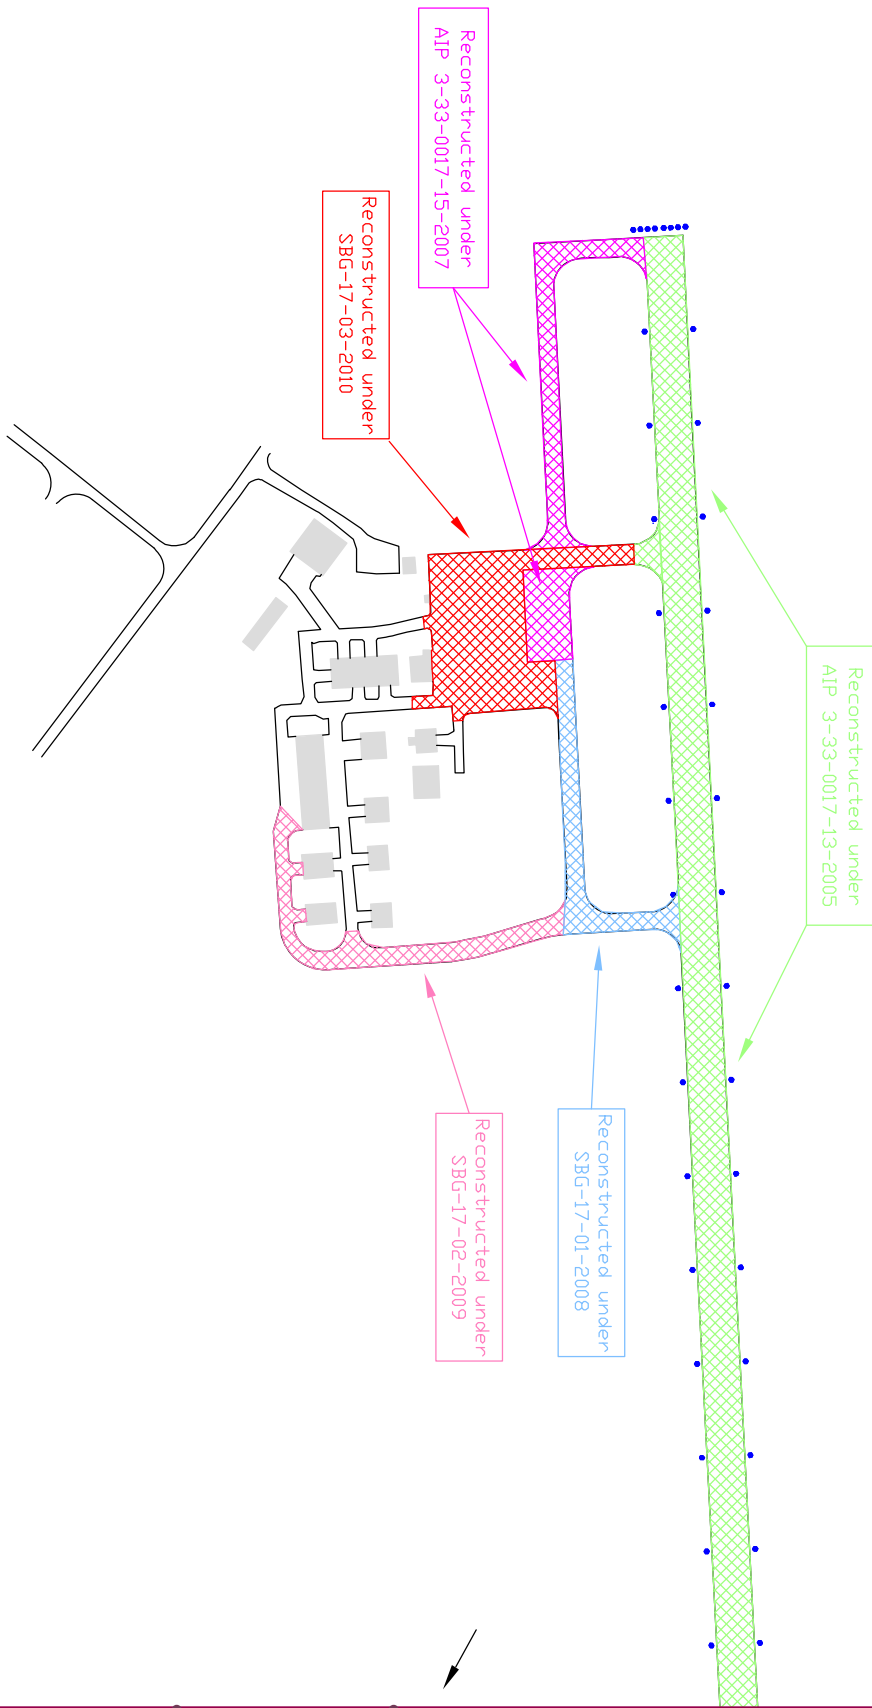 Reconstructed under
AIP 3-33-0017-15-2007
Reconstructed under
SBG-17-03-2010
Reconstructed under
AIP 3-33-0017-13-2005
Reconstructed under
SBG-17-01-2008
Reconstructed under
SBG-17-02-2009